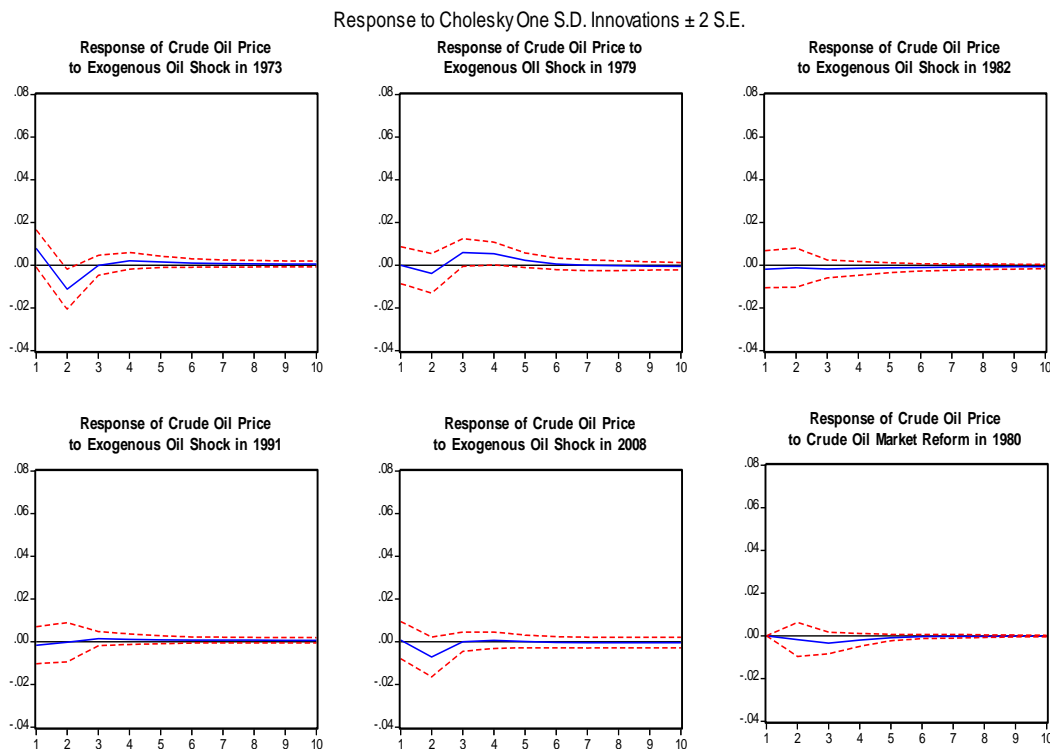 Response to Cholesky One S.D. Innovations ± 2 S.E.
Response of Crude Oil Price
to Exogenous Oil Shock in 1973
.08
.06
.04
.02
.00
-.02
-.04
1 2 3 4 5 6 7 8 9 10
Response of Crude Oil Price to
Exogenous OIl Shock in 1979
.08
.06
.04
.02
.00
-.02
-.04
1 2 3 4 5 6 7 8 9 10
Response of Crude Oil Price
to Exogenous Oil Shock in 1982
.08
.06
.04
.02
.00
-.02
-.04
1 2 3 4 5 6 7 8 9 10
Response of Crude Oil Price
to Exogenous Oil Shock in 1991
.08
.06
.04
.02
.00
-.02
-.04
1 2 3 4 5 6 7 8 9 10
Response of Crude Oil Price
to Exogenous Oil Shock in 2008
.08
.06
.04
.02
.00
-.02
-.04
1 2 3 4 5 6 7 8 9 10
Response of Crude Oil Price
to Crude Oil Market Reform in 1980
.08
.06
.04
.02
.00
-.02
-.04
1 2 3 4 5 6 7 8 9 10